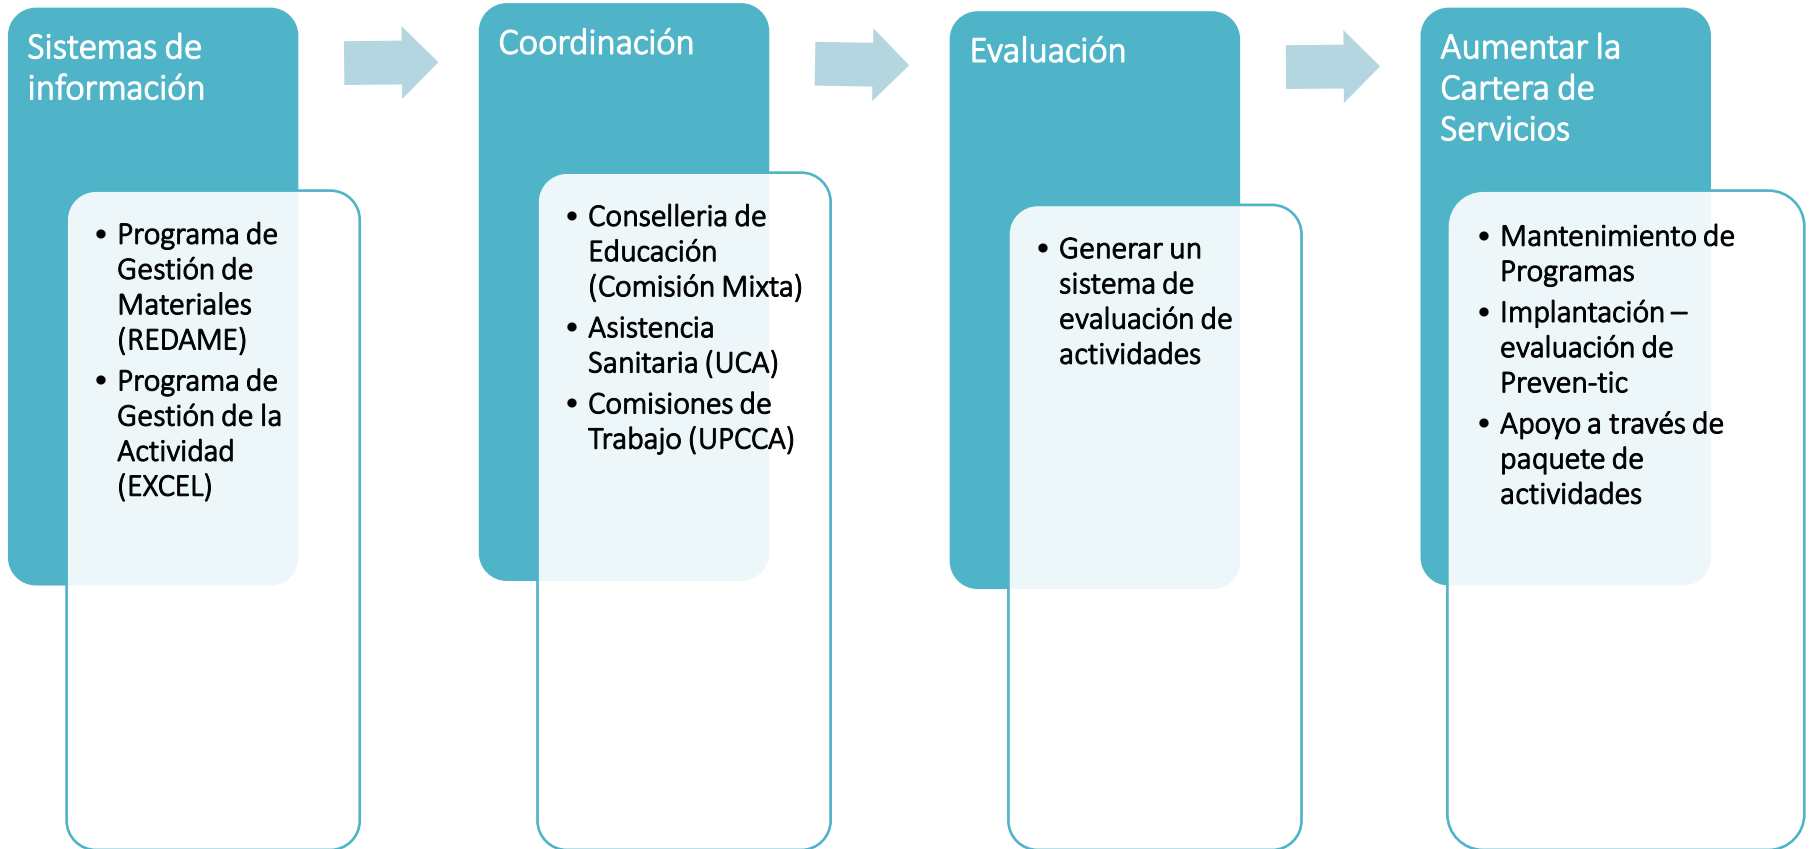 Sistemas de
información
• Programa de
Gestión de
Materiales
(REDAME)
• Programa de
Gestión de la
Actividad
(EXCEL)
Coordinación
• Conselleria de
Educación
(Comisión Mixta)
• Asistencia
Sanitaria (UCA)
• Comisiones de
Trabajo (UPCCA)
Evaluación
• Generar un
sistema de
evaluación de
actividades
Aumentar la
Cartera de
Servicios
• Mantenimiento de
Programas
• Implantación –
evaluación de
Preven-tic
• Apoyo a través de
paquete de
actividades